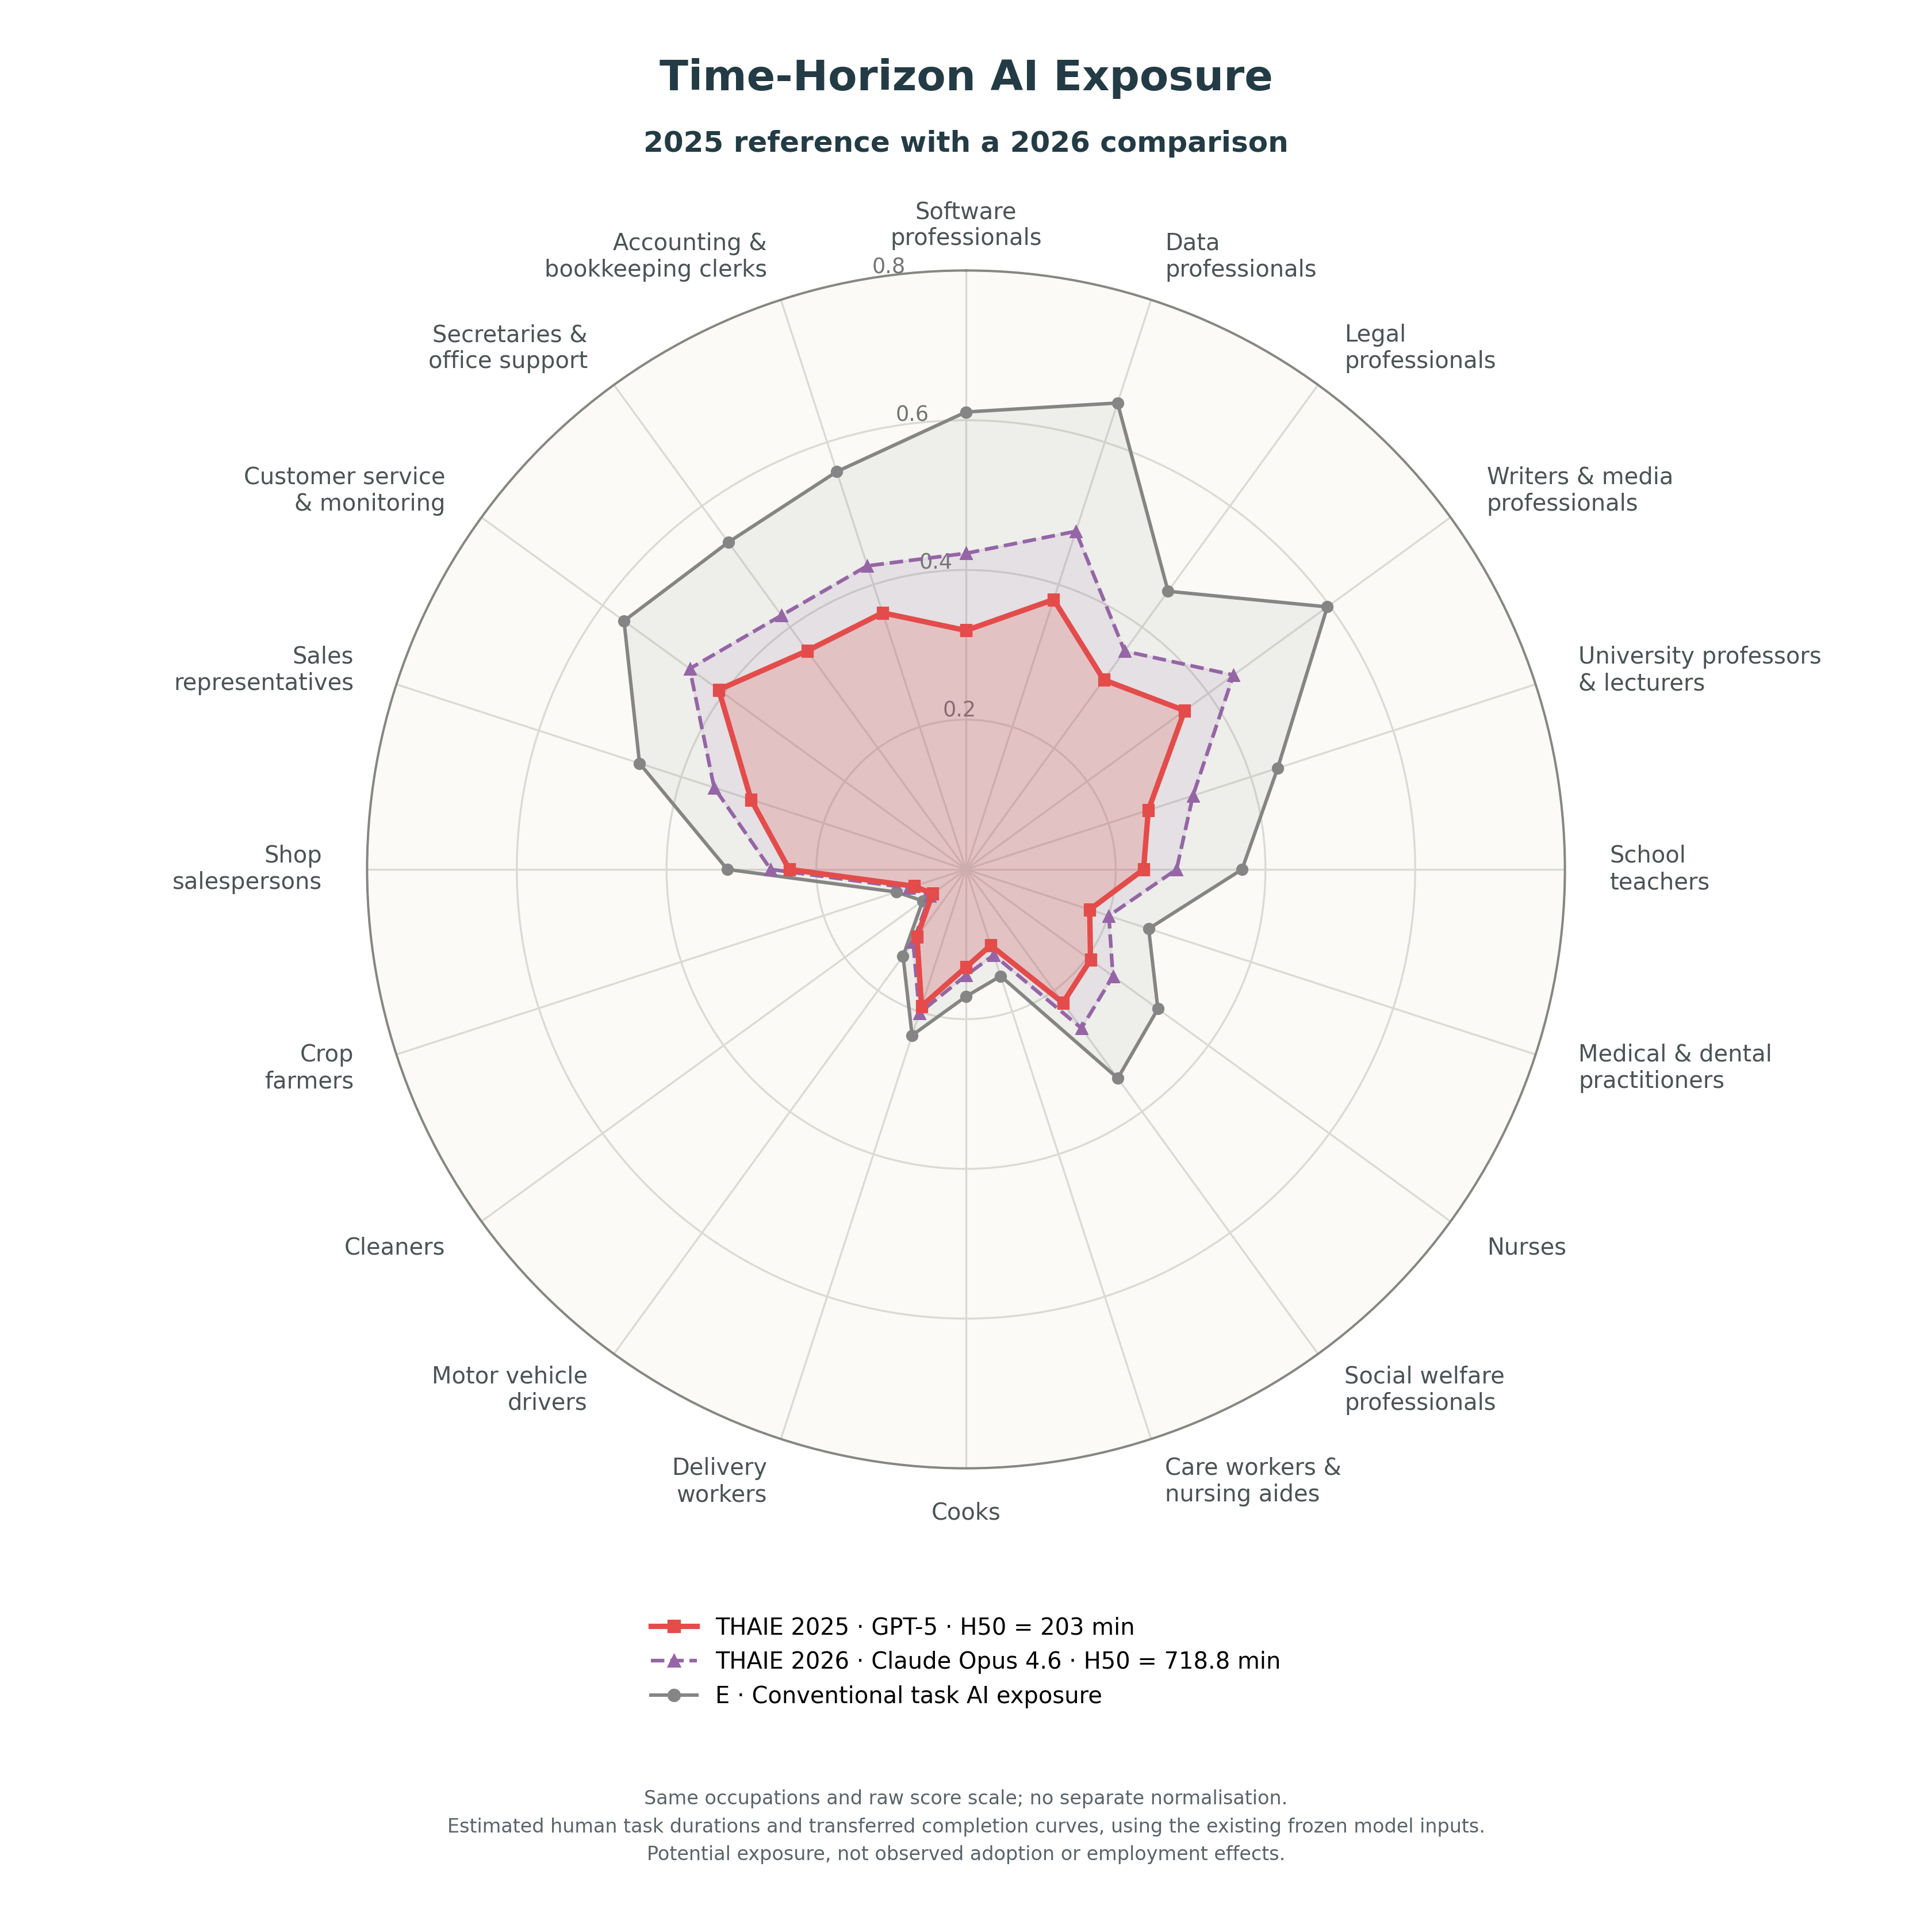 Time-Horizon AI Exposure
2025 reference with a 2026 comparison
Software
professionals
Data
professionals
Legal
professionals
Writers & media
professionals
University professors
& lecturers
School
teachers
Medical & dental
practitioners
Nurses
Social welfare
professionals
Care workers &
nursing aides
Cooks
Delivery
workers
Motor vehicle
drivers
Cleaners
Crop
farmers
Shop
salespersons
Sales
representatives
Customer service
& monitoring
Secretaries &
office support
Accounting &
bookkeeping clerks
0.8
0.6
0.4
0.2
THAIE 2025 · GPT-5 · H50 = 203 min
THAIE 2026 · Claude Opus 4.6 · H50 = 718.8 min
E · Conventional task AI exposure
Same occupations and raw score scale; no separate normalisation.
Estimated human task durations and transferred completion curves, using the existing frozen model inputs.
Potential exposure, not observed adoption or employment effects.